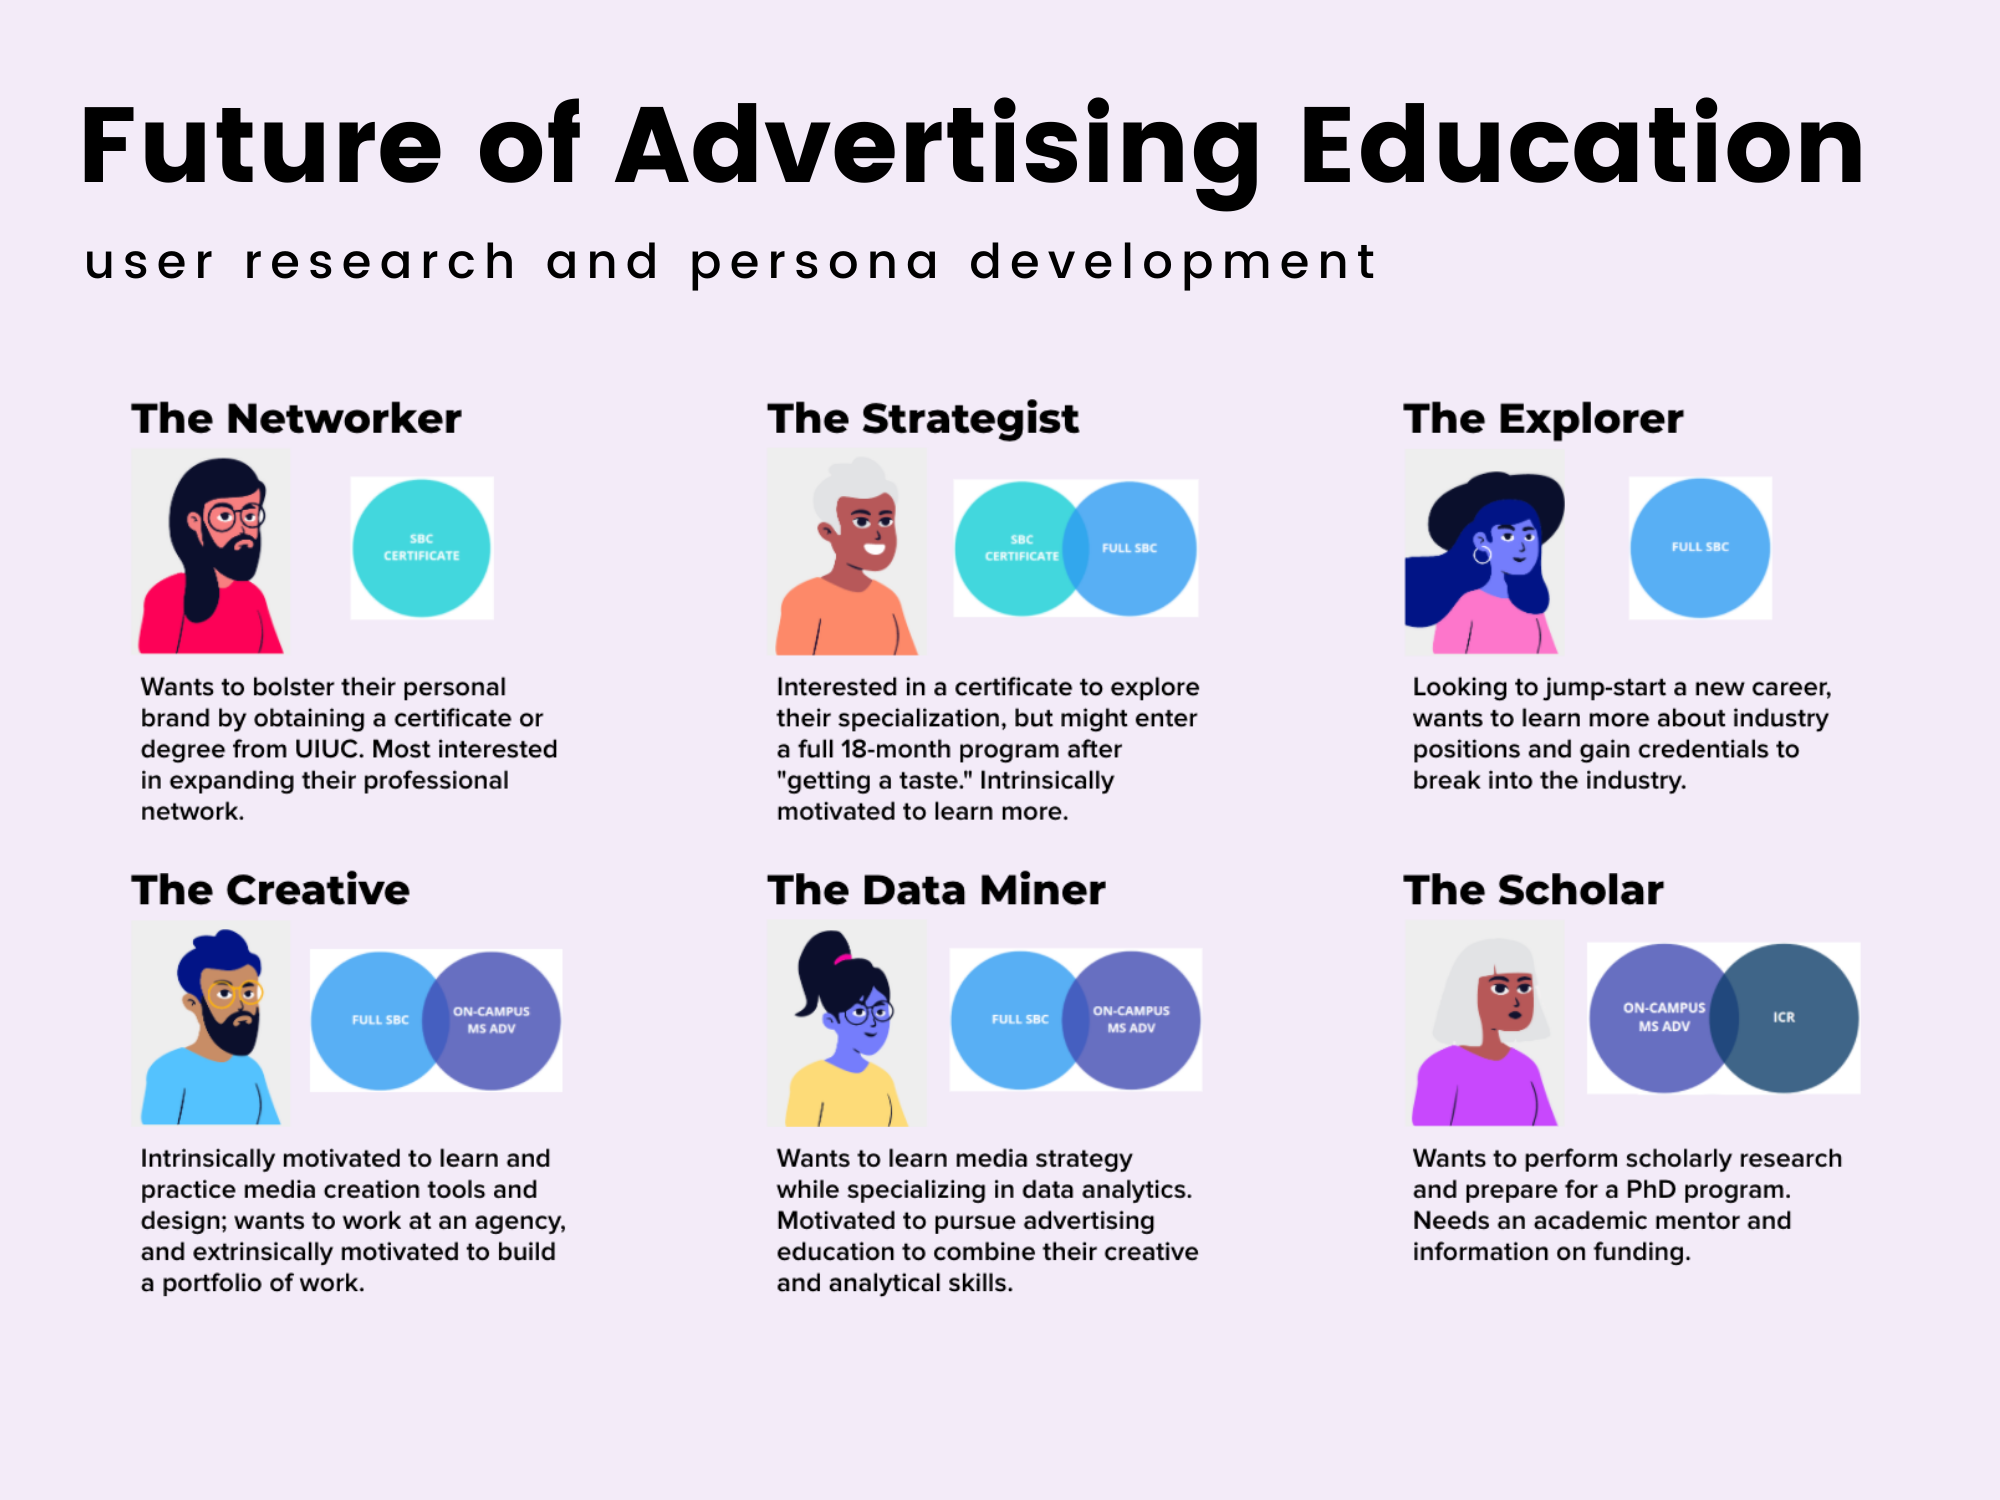 Future of Advertising Education
user research and persona development
The Networker
SBC
CERTIFICATE
Wants to bolster their personal
brand by obtaining a certificate or
degree from UIUC. Most interested
in expanding their professional
network.
The Strategist
SBC
CERTIFICATE
FULL SBC
Interested in a certificate to explore
their specialization, but might enter
a full 18-month program after
"getting a taste." Intrinsically
motivated to learn more.
The Explorer
FULL SBC
Looking to jump-start a new career,
wants to learn more about industry
positions and gain credentials to
break into the industry.
The Creative
FULL SBC
ON-CAMPUS
MS ADV
Intrinsically motivated to learn and
practice media creation tools and
design; wants to work at an agency,
and extrinsically motivated to build
a portfolio of work.
The Data Miner
FULL SBC
ON-CAMPUS
MS ADV
Wants to learn media strategy
while specializing in data analytics.
Motivated to pursue advertising
education to combine their creative
and analytical skills.
The Scholar
ON-CAMPUS
MS ADV
ICR
Wants to perform scholarly research
and prepare for a PhD program.
Needs an academic mentor and
information on funding.